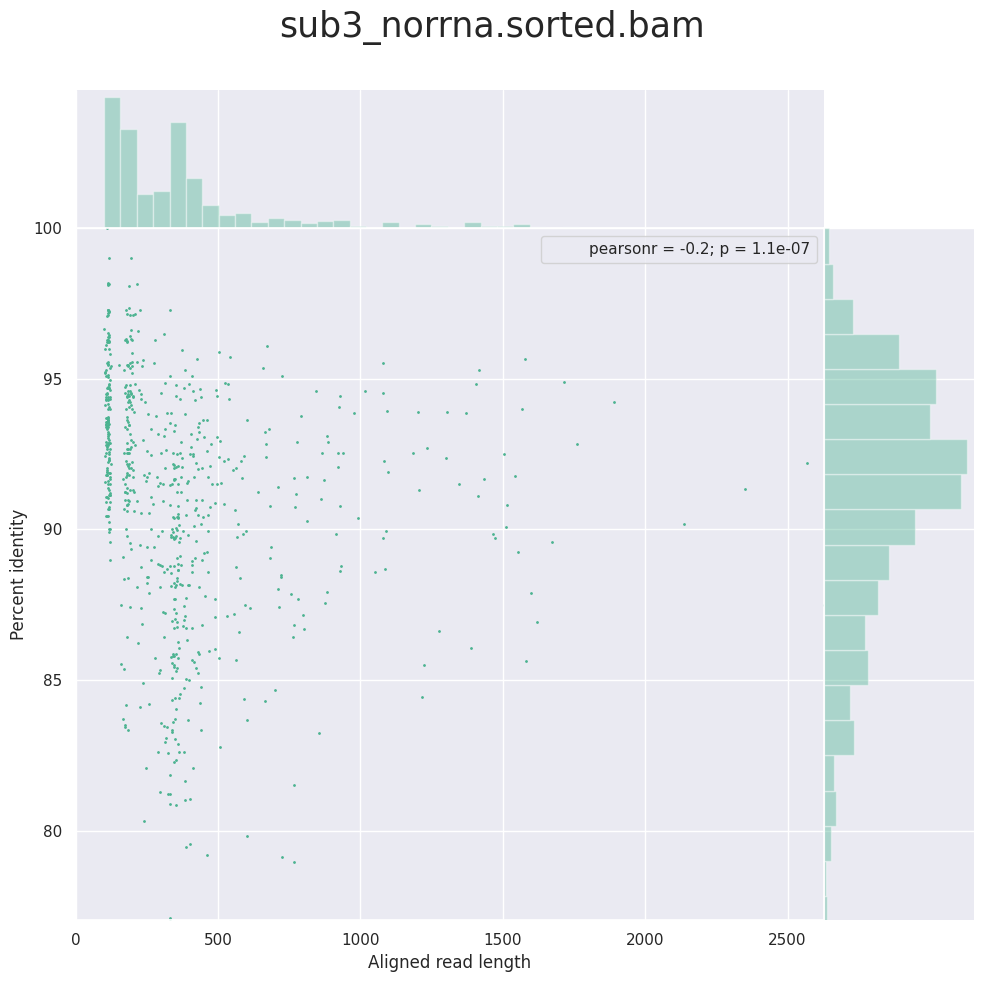 sub3_norrna.sorted.bam
100
pearsonr = -0.2; p = 1.1e-07
95
90
Percent identity
85
80
0 500 1000 1500 2000 2500
Aligned read length